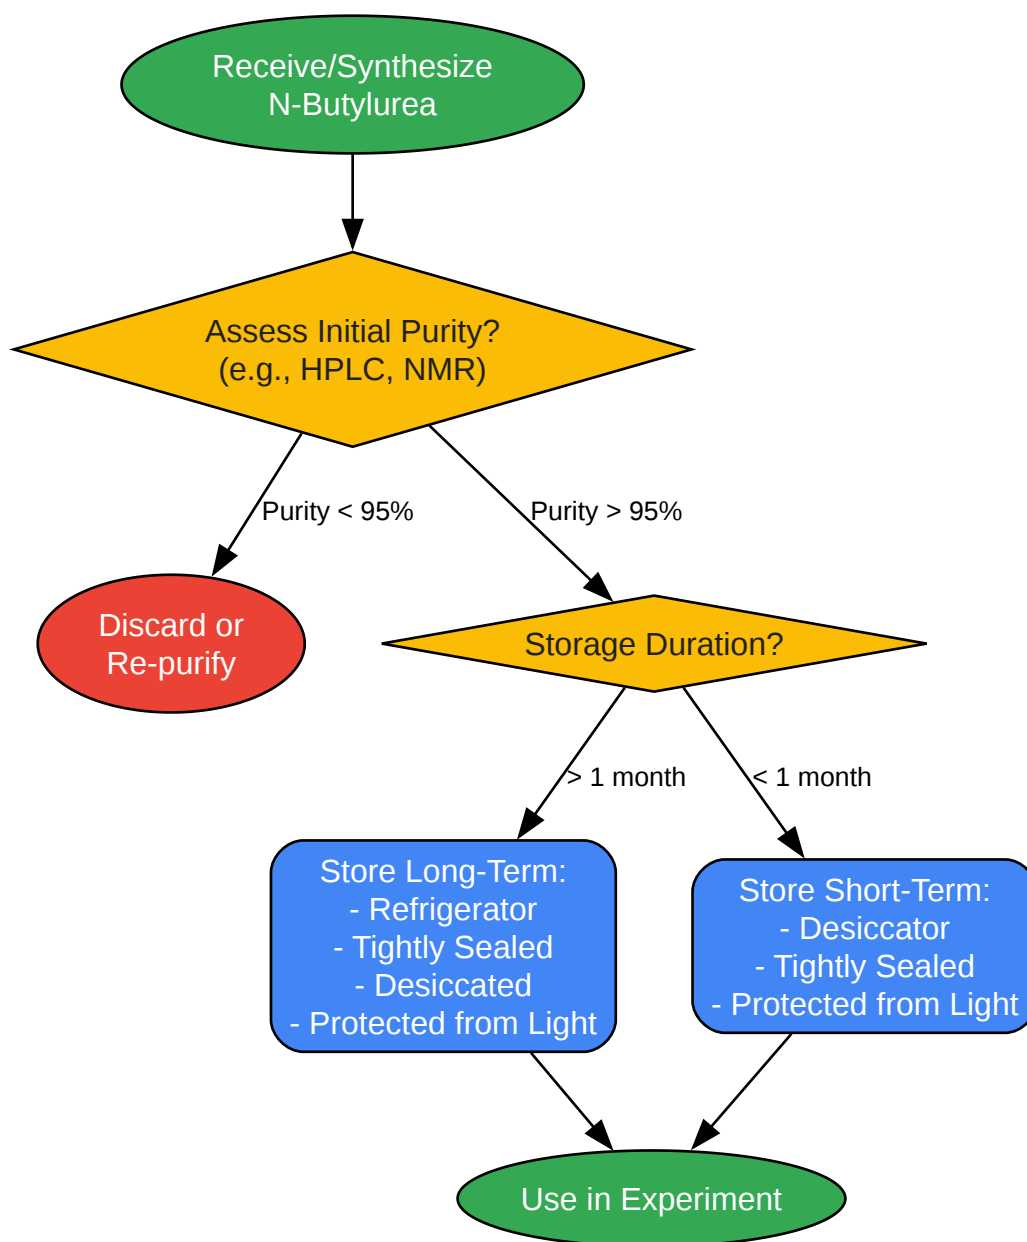 Receive/Synthesize
N-Butylurea
Assess Initial Purity?
(e.g., HPLC, NMR)
Purity < 95%
Purity > 95%
Discard or
Re-purify
Storage Duration?
> 1 month
< 1 month
Store Long-Term:
- Refrigerator
- Tightly Sealed
- Desiccated
- Protected from Light
Store Short-Term:
- Desiccator
- Tightly Sealed
- Protected from Light
Use in Experiment